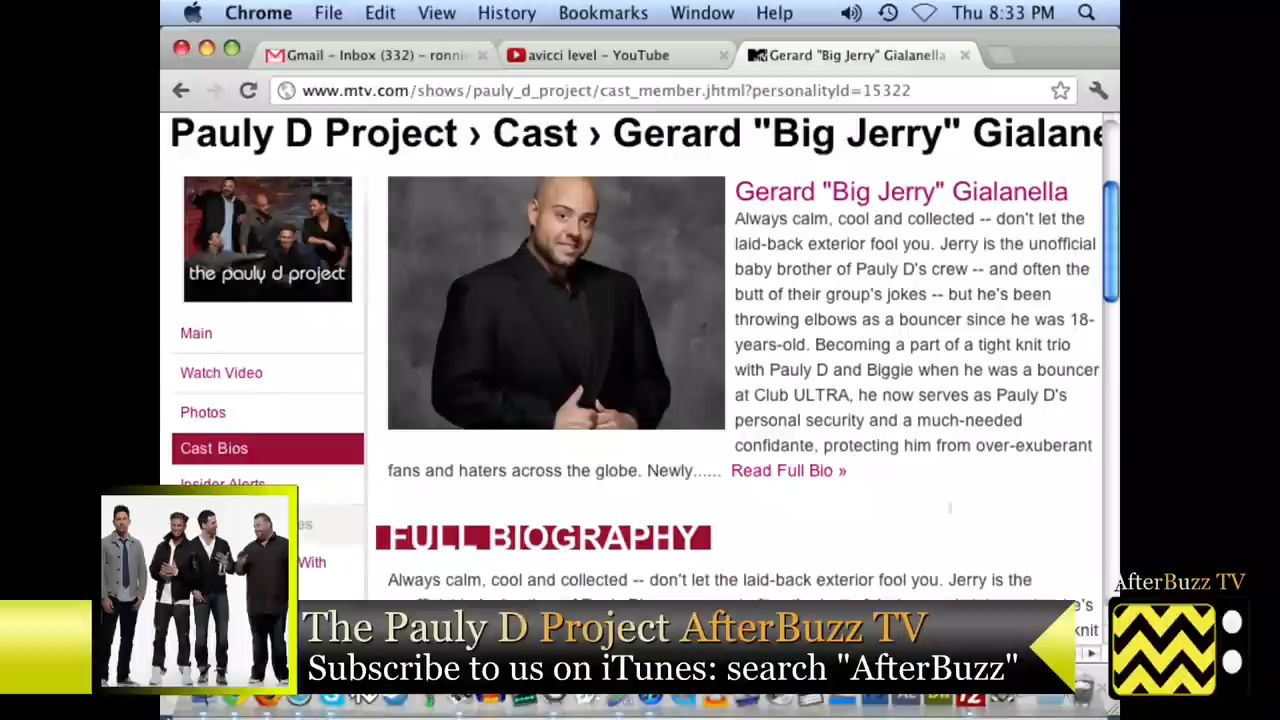 Chrome File Edit View History Bookmarks Window Help Thu 8:33 PM
Gmail – Inbox (332) – ronni
avicci level – YouTube
Gerard "Big Jerry" Gialanella
www.mtv.com/shows/pauly_d_project/cast_member.jhtml?personalityId=15322
Pauly D Project › Cast › Gerard "Big Jerry" Gialane
the pauly d project
Main
Watch Video
Photos
Cast Bios
Insider Alerts
es
With
Gerard "Big Jerry" Gialanella
Always calm, cool and collected -- don't let the
laid-back exterior fool you. Jerry is the unofficial
baby brother of Pauly D's crew -- and often the
butt of their group's jokes -- but he's been
throwing elbows as a bouncer since he was 18-
years-old. Becoming a part of a tight knit trio
with Pauly D and Biggie when he was a bouncer
at Club ULTRA, he now serves as Pauly D's
personal security and a much-needed
confidante, protecting him from over-exuberant
fans and haters across the globe. Newly...... Read Full Bio »
FULL BIOGRAPHY
Always calm, cool and collected -- don't let the laid-back exterior fool you. Jerry is the
e's
knit
The Pauly D Project AfterBuzz TV
Subscribe to us on iTunes: search "AfterBuzz"
AfterBuzz TV